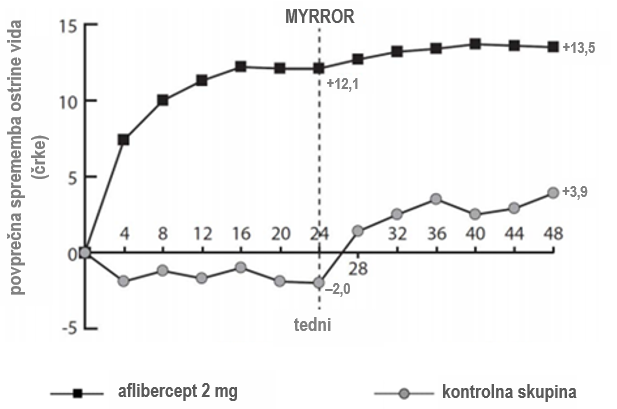 MYRROR
povprečna sprememba ostrine vida
(črke)
15
10
5
0
-5
+13,5
+12,1
+3,9
4 8 12 16 20 24 32 36 40 44 48
28
–2,0
tedni
aflibercept 2 mg
kontrolna skupina